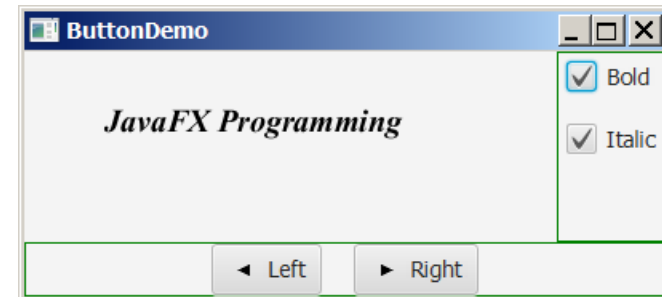 ButtonDemo
Bold
JavaFX Programming
Italic
Left Right